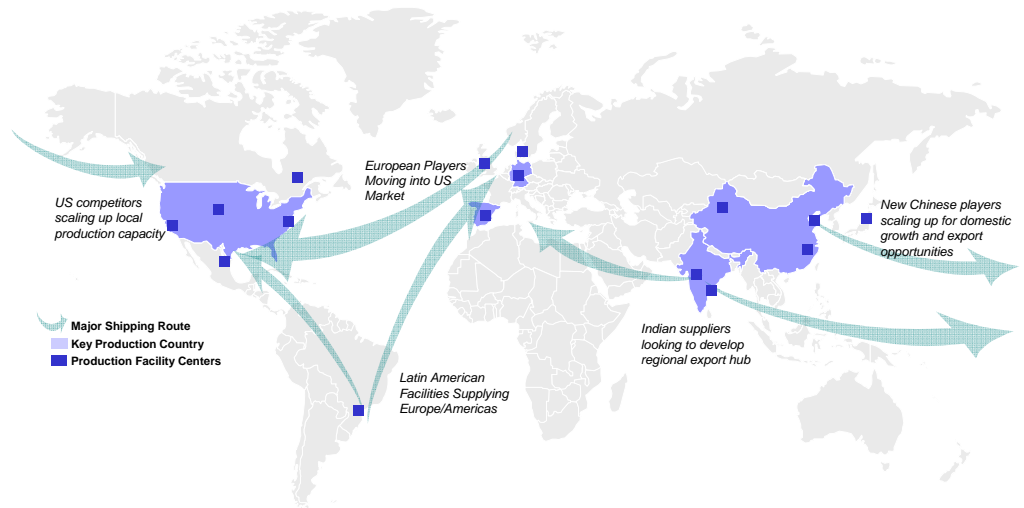 European Players
Moving into US
Market
US competitors
scaling up local
production capacity
New Chinese players
scaling up for domestic
growth and export
opportunities
Major Shipping Route
Key Production Country
Production Facility Centers
Indian suppliers
looking to develop
regional export hub
Latin American
Facilities Supplying
Europe/Americas